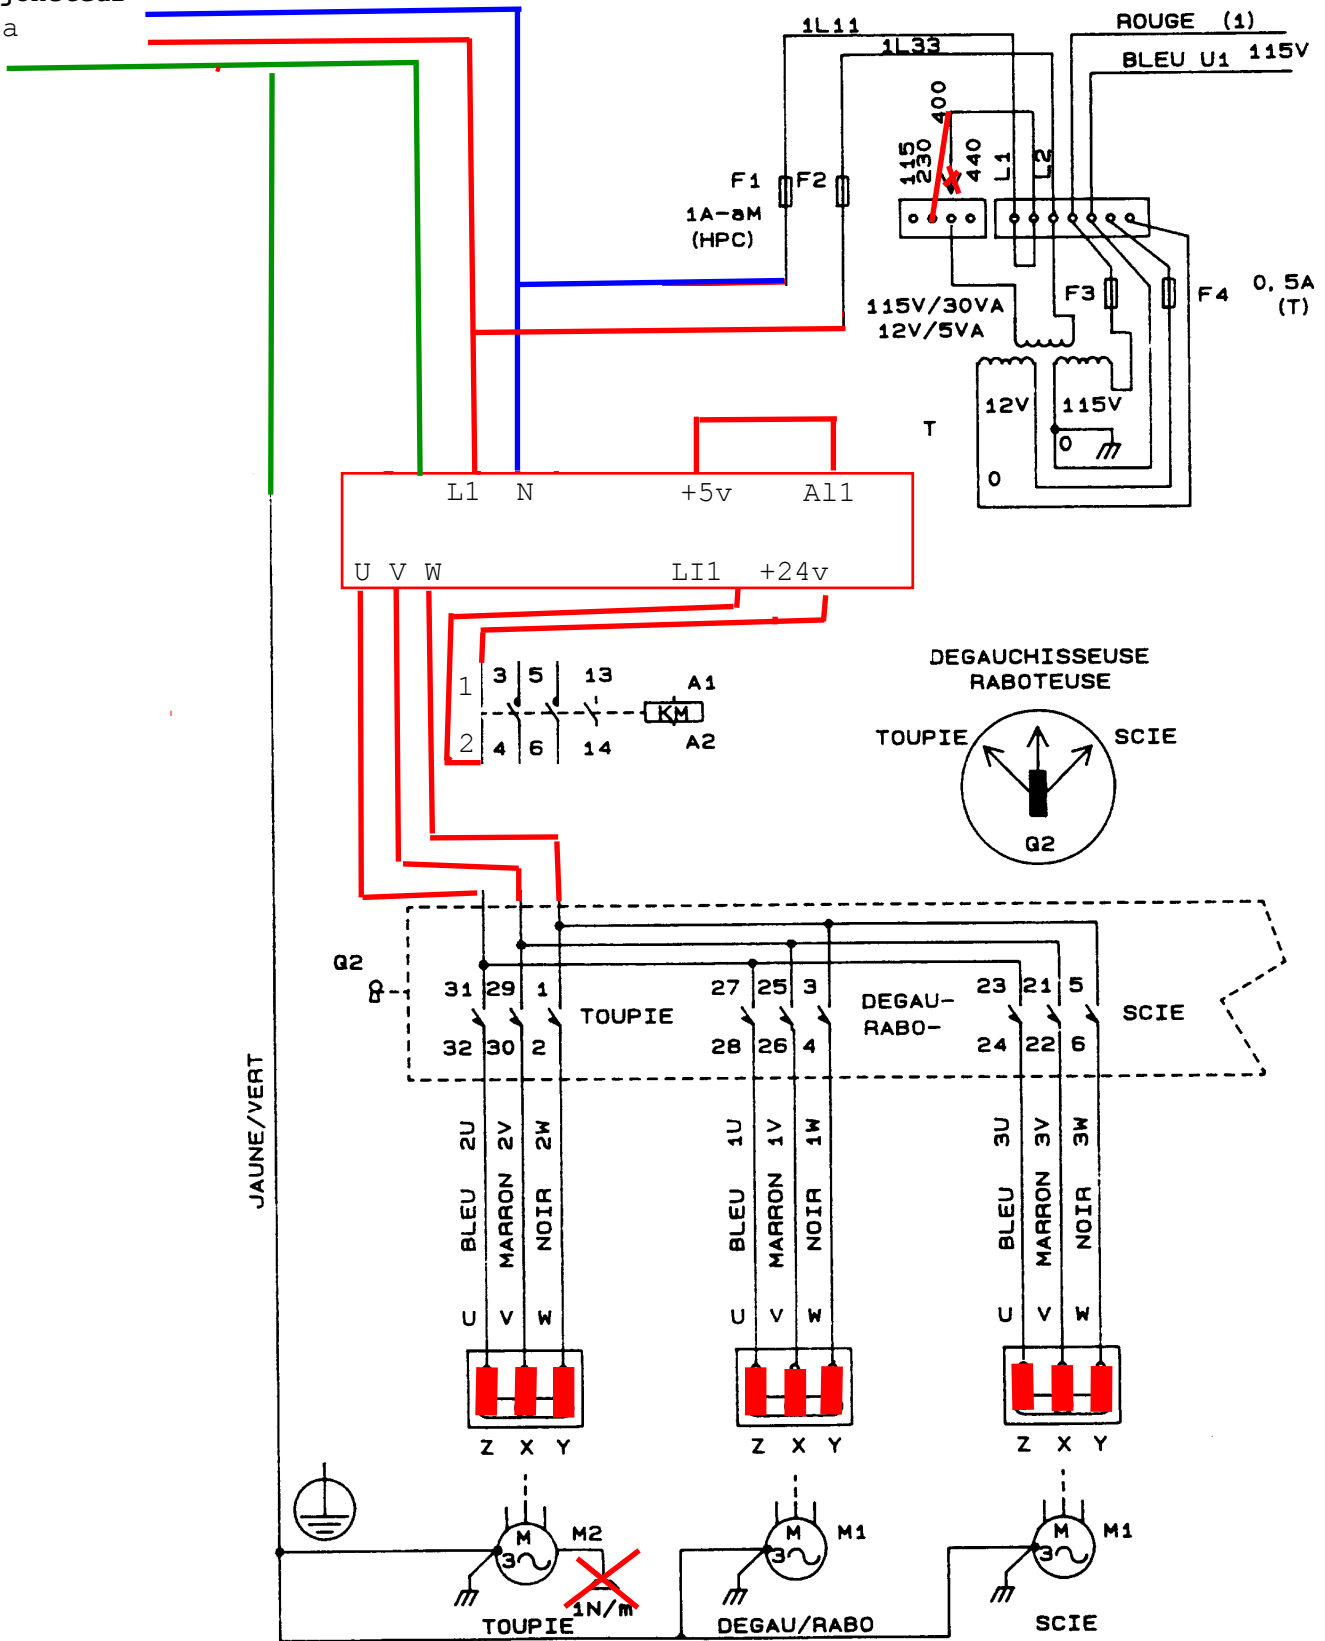 a
1L11
1L33
ROUGE (1)
BLEU U1 115V
115
230
400
440
L1
L2
F1 F2
1A-aM
(HPC)
F3
F4
0,5A
(T)
115V/30VA
12V/5VA
12V
115V
T
0
0
L1 N +5v Al1
U V W LI1 +24v
1 3 5 13 A1
KM
2 4 6 14 A2
DEGAUCHISSEUSE
RABOTEUSE
TOUPIE SCIE
Q2
Q2
31 29 1
TOUPIE
32 30 2
27 25 3
DEGAU-
RABO-
28 26 4
23 21 5
SCIE
24 22 6
JAUNE/VERT
BLEU 2U
MARRON 2V
NOIR 2W
BLEU 1U
MARRON 1V
NOIR 1W
BLEU 3U
MARRON 3V
NOIR 3W
U V W
U V W
U V W
Z X Y
Z X Y
Z X Y
M
3
M2
1N/m
M
3
M1
M
3
M1
TOUPIE
DEGAU/RABO
SCIE